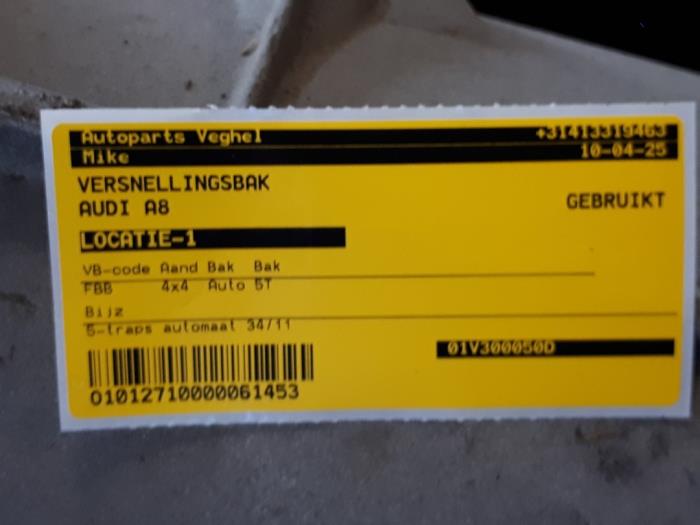 Autoparts Veghel +31413319463
Mike 10-04-25
VERSNELLINGSBAK
AUDI A8 GEBRUIKT
LOCATIE-1
VB-code Aand Bak Bak
FBB 4x4 Auto 5T
Bijz
5-traps automaat 34/11
01V300050D
01012710000061453